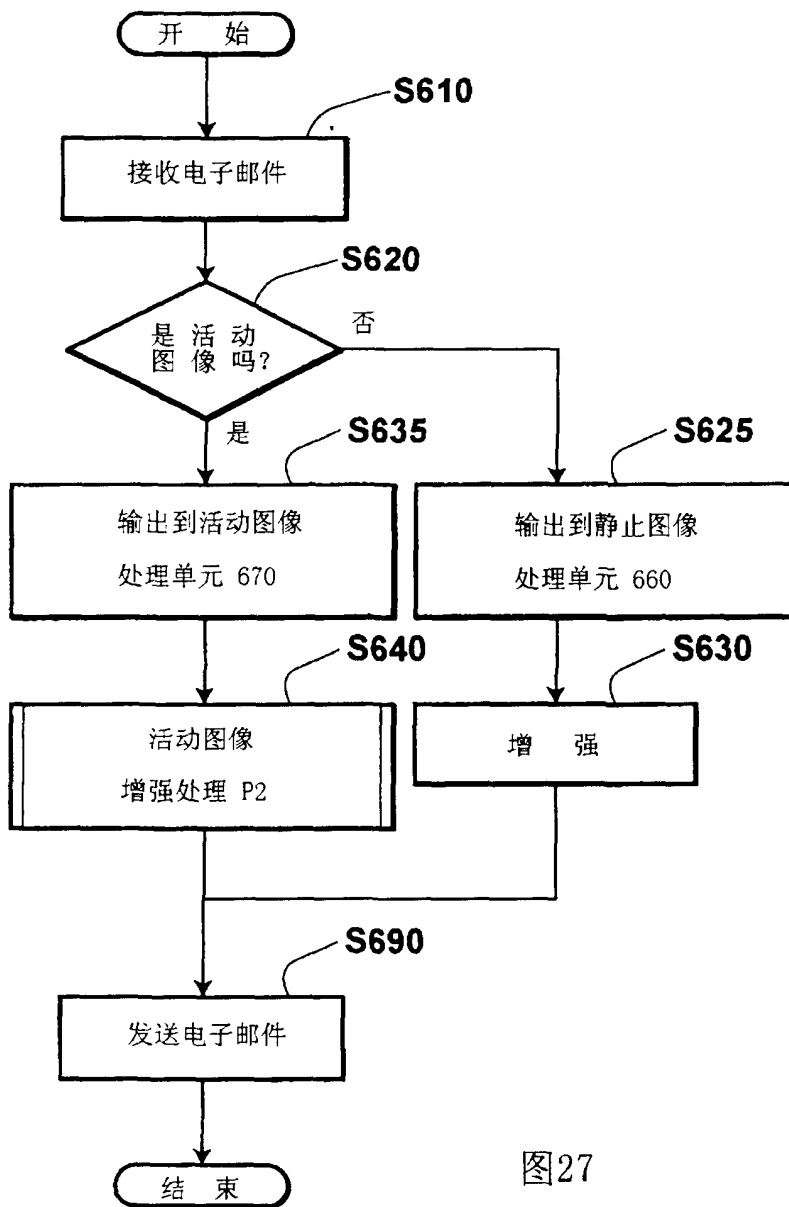 开 始
S610
接收电子邮件
S620
是 活 动
图 像 吗?
否
是
S635
输出到活动图像
处理单元 670
S625
输出到静止图像
处理单元 660
S640
活动图像
增强处理 P2
S630
增 强
S690
发送电子邮件
结 束
图27